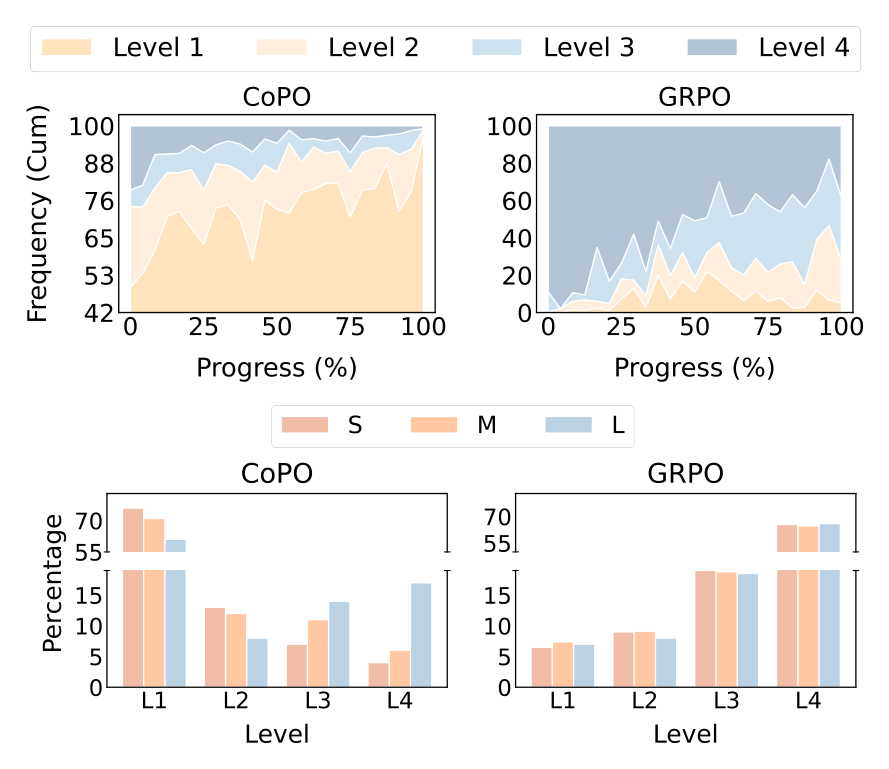 Level 1 Level 2 Level 3 Level 4
CoPO GRPO
Frequency (Cum)
100
88
76
65
53
42
0 25 50 75 100
Progress (%)
100
80
60
40
20
0
0 25 50 75 100
Progress (%)
S M L
CoPO GRPO
Percentage
70
55
15
10
5
0
L1 L2 L3 L4
Level
70
55
15
10
5
0
L1 L2 L3 L4
Level